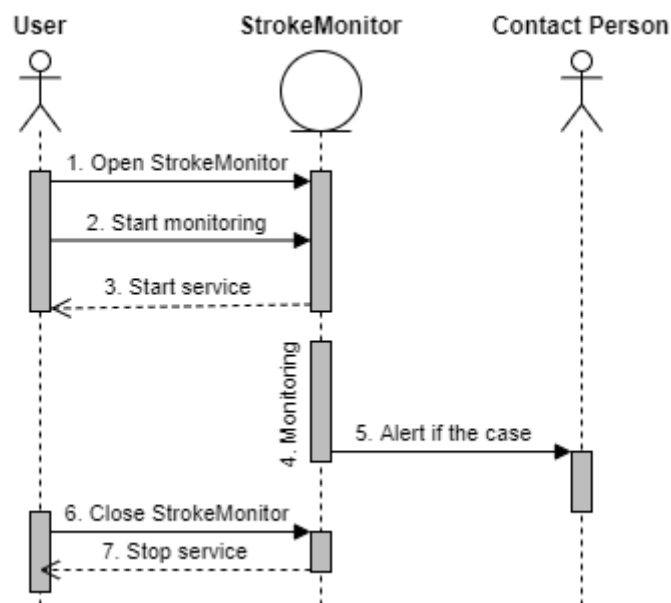 User
StrokeMonitor
Contact Person
1. Open StrokeMonitor
2. Start monitoring
3. Start service
4. Monitoring
5. Alert if the case
6. Close StrokeMonitor
7. Stop service